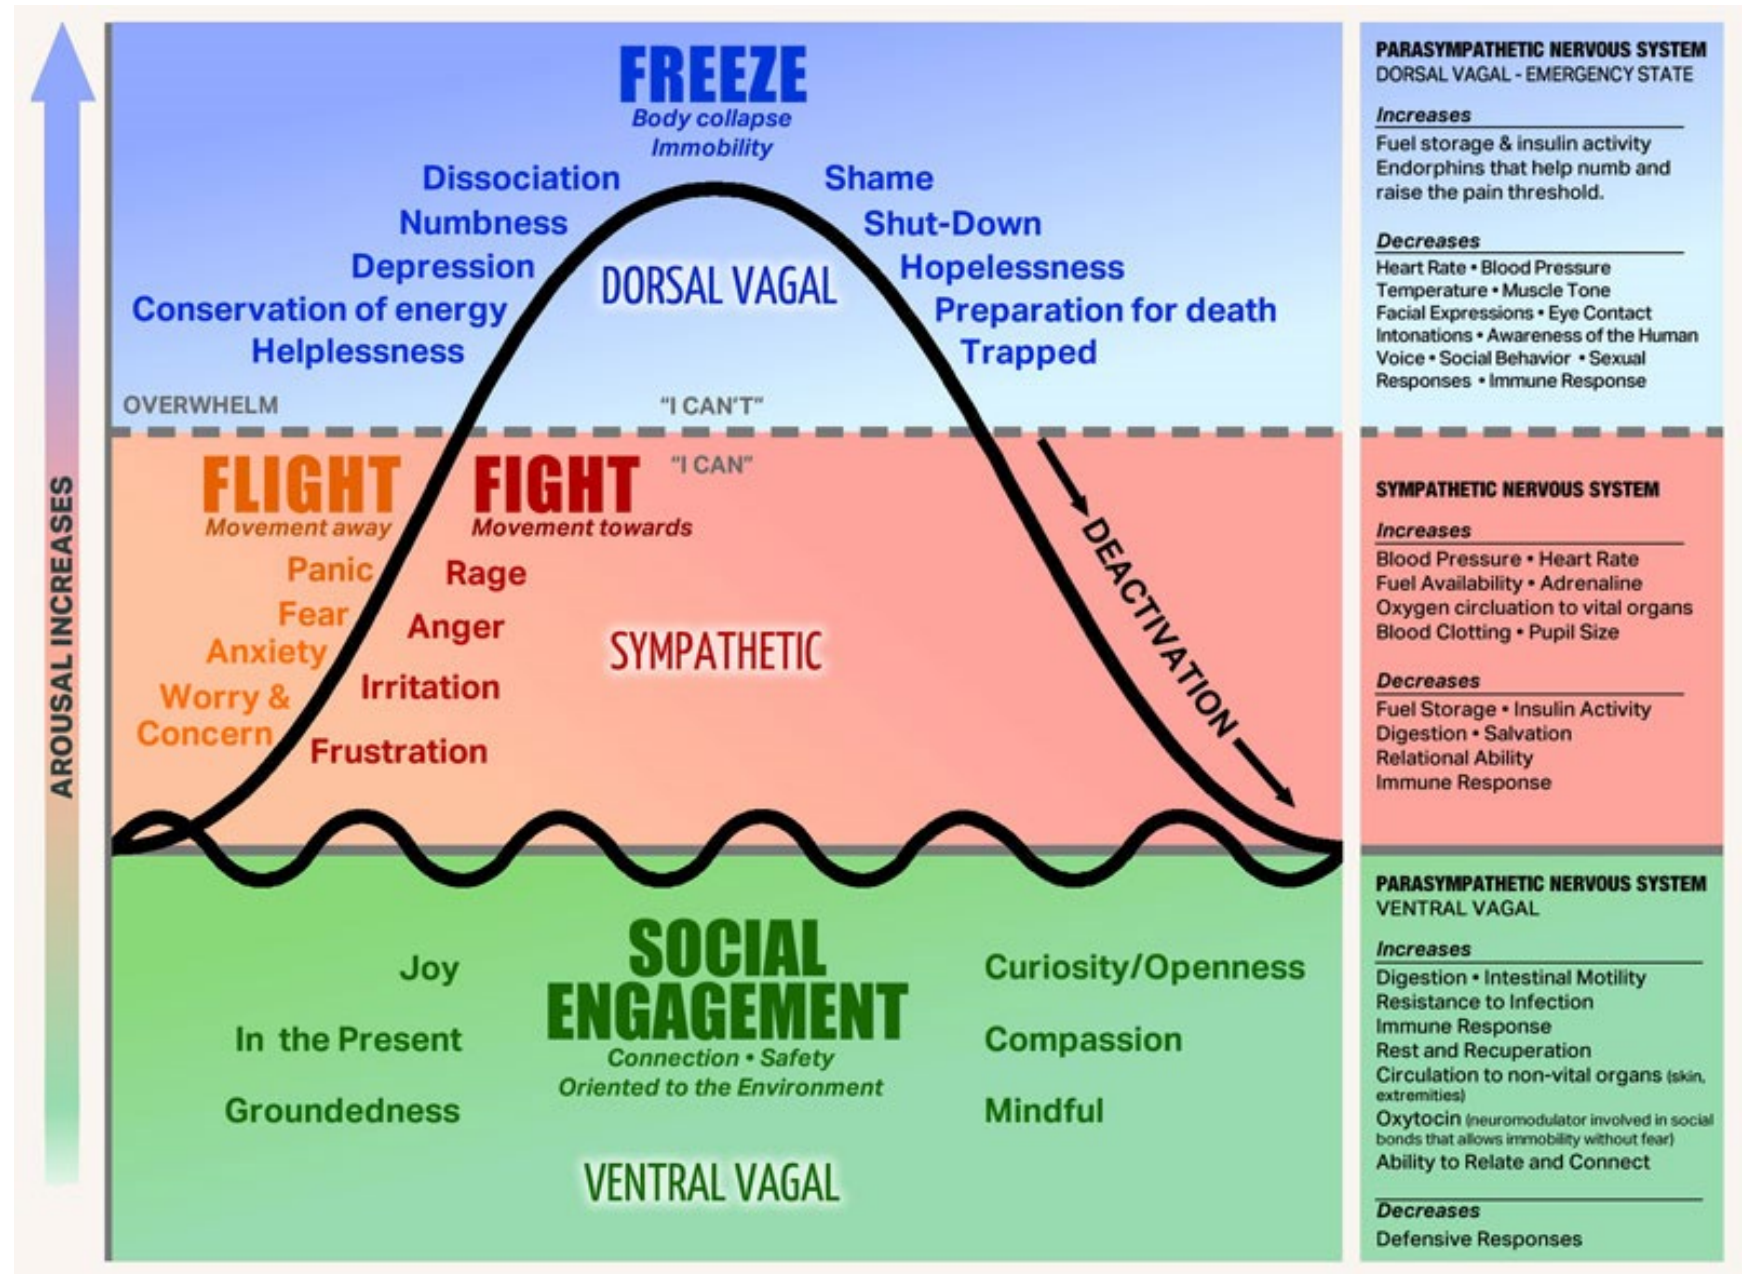 AROUSAL INCREASES
FREEZE
Body collapse
Immobility
Dissociation
Numbness
Depression
Conservation of energy
Helplessness
Shame
Shut-Down
Hopelessness
Preparation for death
Trapped
DORSAL VAGAL
OVERWHELM
"I CAN'T"
"I CAN"
FLIGHT
Movement away
Panic
Fear
Anxiety
Worry &
Concern
FIGHT
Movement towards
Rage
Anger
Irritation
Frustration
SYMPATHETIC
DEACTIVATION
SOCIAL
ENGAGEMENT
Connection • Safety
Oriented to the Environment
Joy
In the Present
Groundedness
Curiosity/Openness
Compassion
Mindful
VENTRAL VAGAL
PARASYMPATHETIC NERVOUS SYSTEM
DORSAL VAGAL - EMERGENCY STATE
Increases
Fuel storage & insulin activity
Endorphins that help numb and
raise the pain threshold.
Decreases
Heart Rate • Blood Pressure
Temperature • Muscle Tone
Facial Expressions • Eye Contact
Intonations • Awareness of the Human
Voice • Social Behavior • Sexual
Responses • Immune Response
SYMPATHETIC NERVOUS SYSTEM
Increases
Blood Pressure • Heart Rate
Fuel Availability • Adrenaline
Oxygen circluation to vital organs
Blood Clotting • Pupil Size
Decreases
Fuel Storage • Insulin Activity
Digestion • Salvation
Relational Ability
Immune Response
PARASYMPATHETIC NERVOUS SYSTEM
VENTRAL VAGAL
Increases
Digestion • Intestinal Motility
Resistance to Infection
Immune Response
Rest and Recuperation
Circulation to non-vital organs (skin,
extremities)
Oxytocin (neuromodulator involved in social
bonds that allows immobility without fear)
Ability to Relate and Connect
Decreases
Defensive Responses